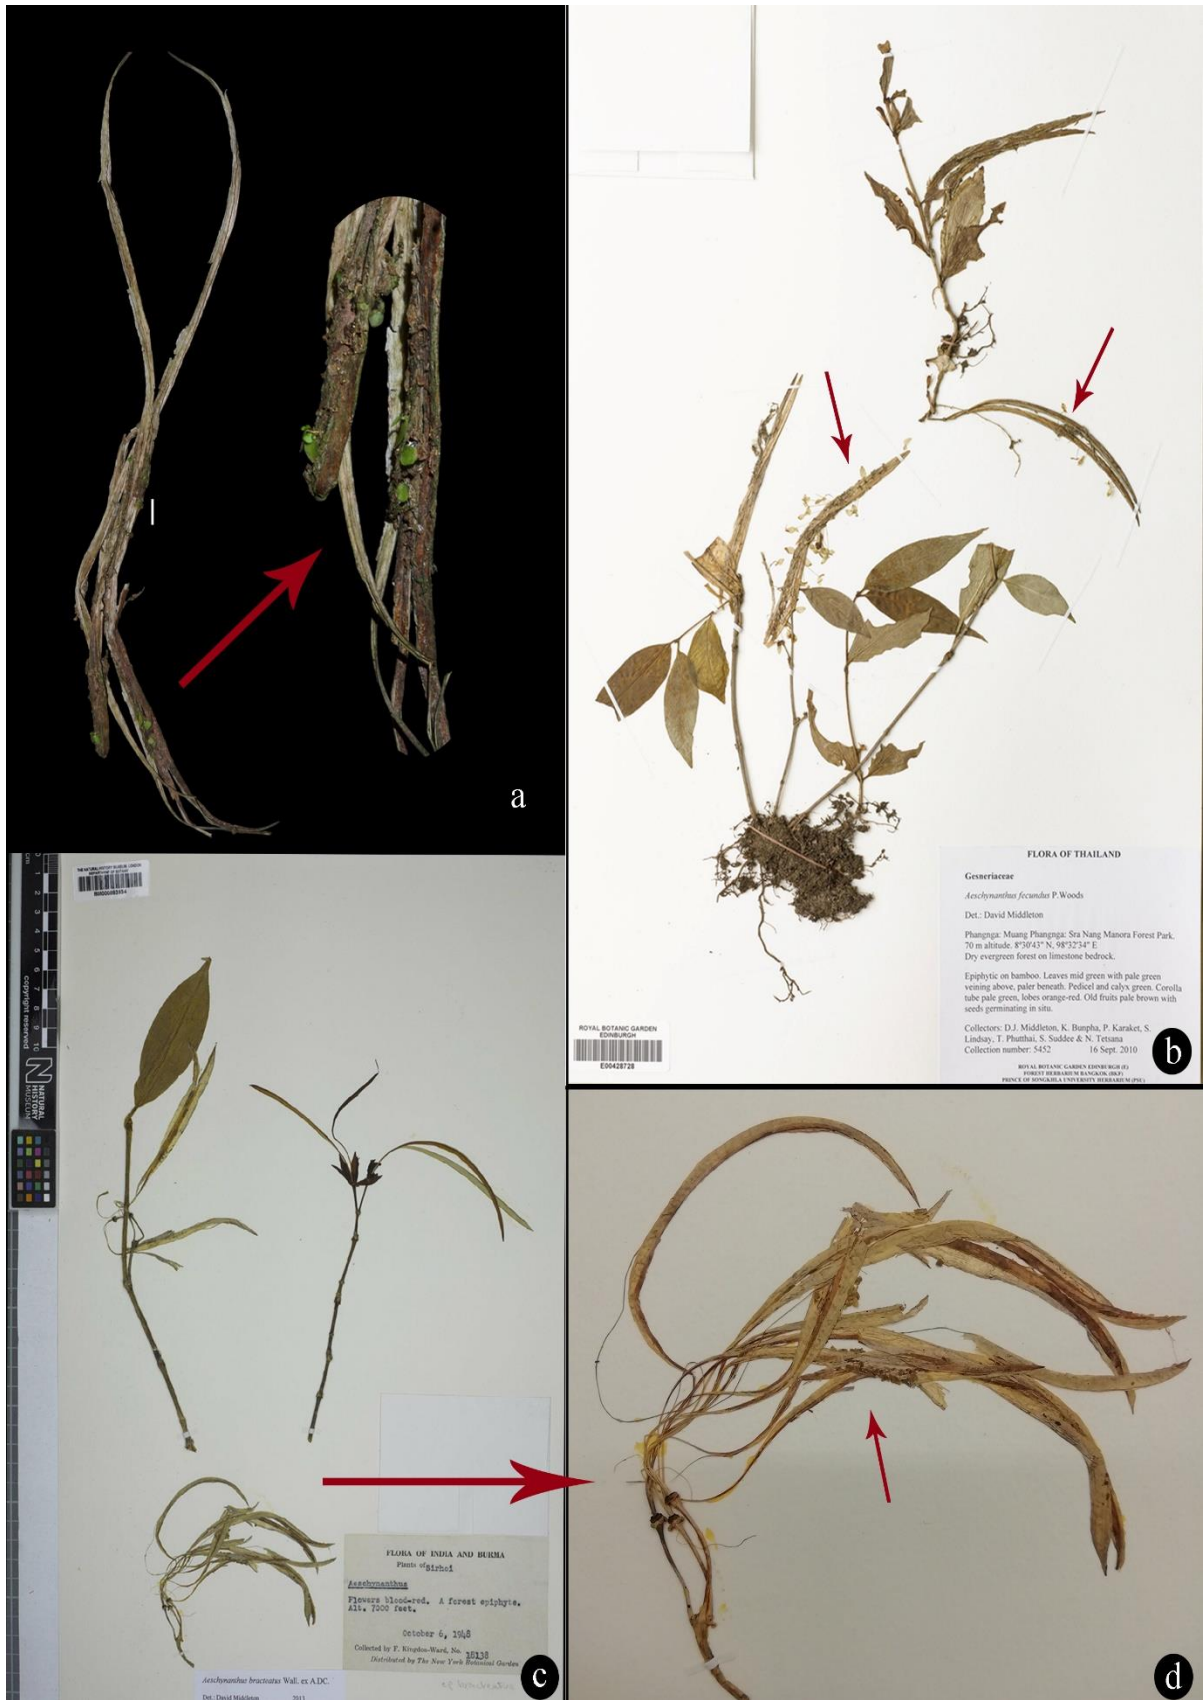 a
FLORA OF THAILAND
Gesneriaceae
Aeschynanthus fecundus P.Woods
Det.: David Middleton
Phangnga: Muang Phangnga: Sra Nang Manora Forest Park.
70 m altitude. 8°30'43" N, 98°32'34" E
Dry evergreen forest on limestone bedrock.
Epiphytic on bamboo. Leaves mid green with pale green
veining above, paler beneath. Pedicel and calyx green. Corolla
tube pale green, lobes orange-red. Old fruits pale brown with
seeds germinating in situ.
Collectors: D.J. Middleton, K. Bunpha, P. Karaket, S.
Lindsay, T. Phutthai, S. Suddee & N. Tetsana
Collection number: 5452 16 Sept. 2010
ROYAL BOTANIC GARDEN EDINBURGH (E)
FOREST HERBARIUM BANGKOK (BKF)
PRINCE OF SONGKHLA UNIVERSITY HERBARIUM (PSU)
ROYAL BOTANIC GARDEN
EDINBURGH
E00428728
b
THE NATURAL HISTORY MUSEUM, LONDON
copyright reserved
NATURAL
HISTORY
MUSEUM
FLORA OF INDIA AND BURMA
Plants of Sirhoi
Aeschynanthus
Flowers blood-red. A forest epiphyte.
Alt. 7000 feet.
October 6, 1948
Collected by F. Kingdon-Ward, No. 18138
Distributed by The New York Botanical Garden
Aeschynanthus bracteatus Wall. ex A.DC.
Det.: David Middleton 2013
c
d